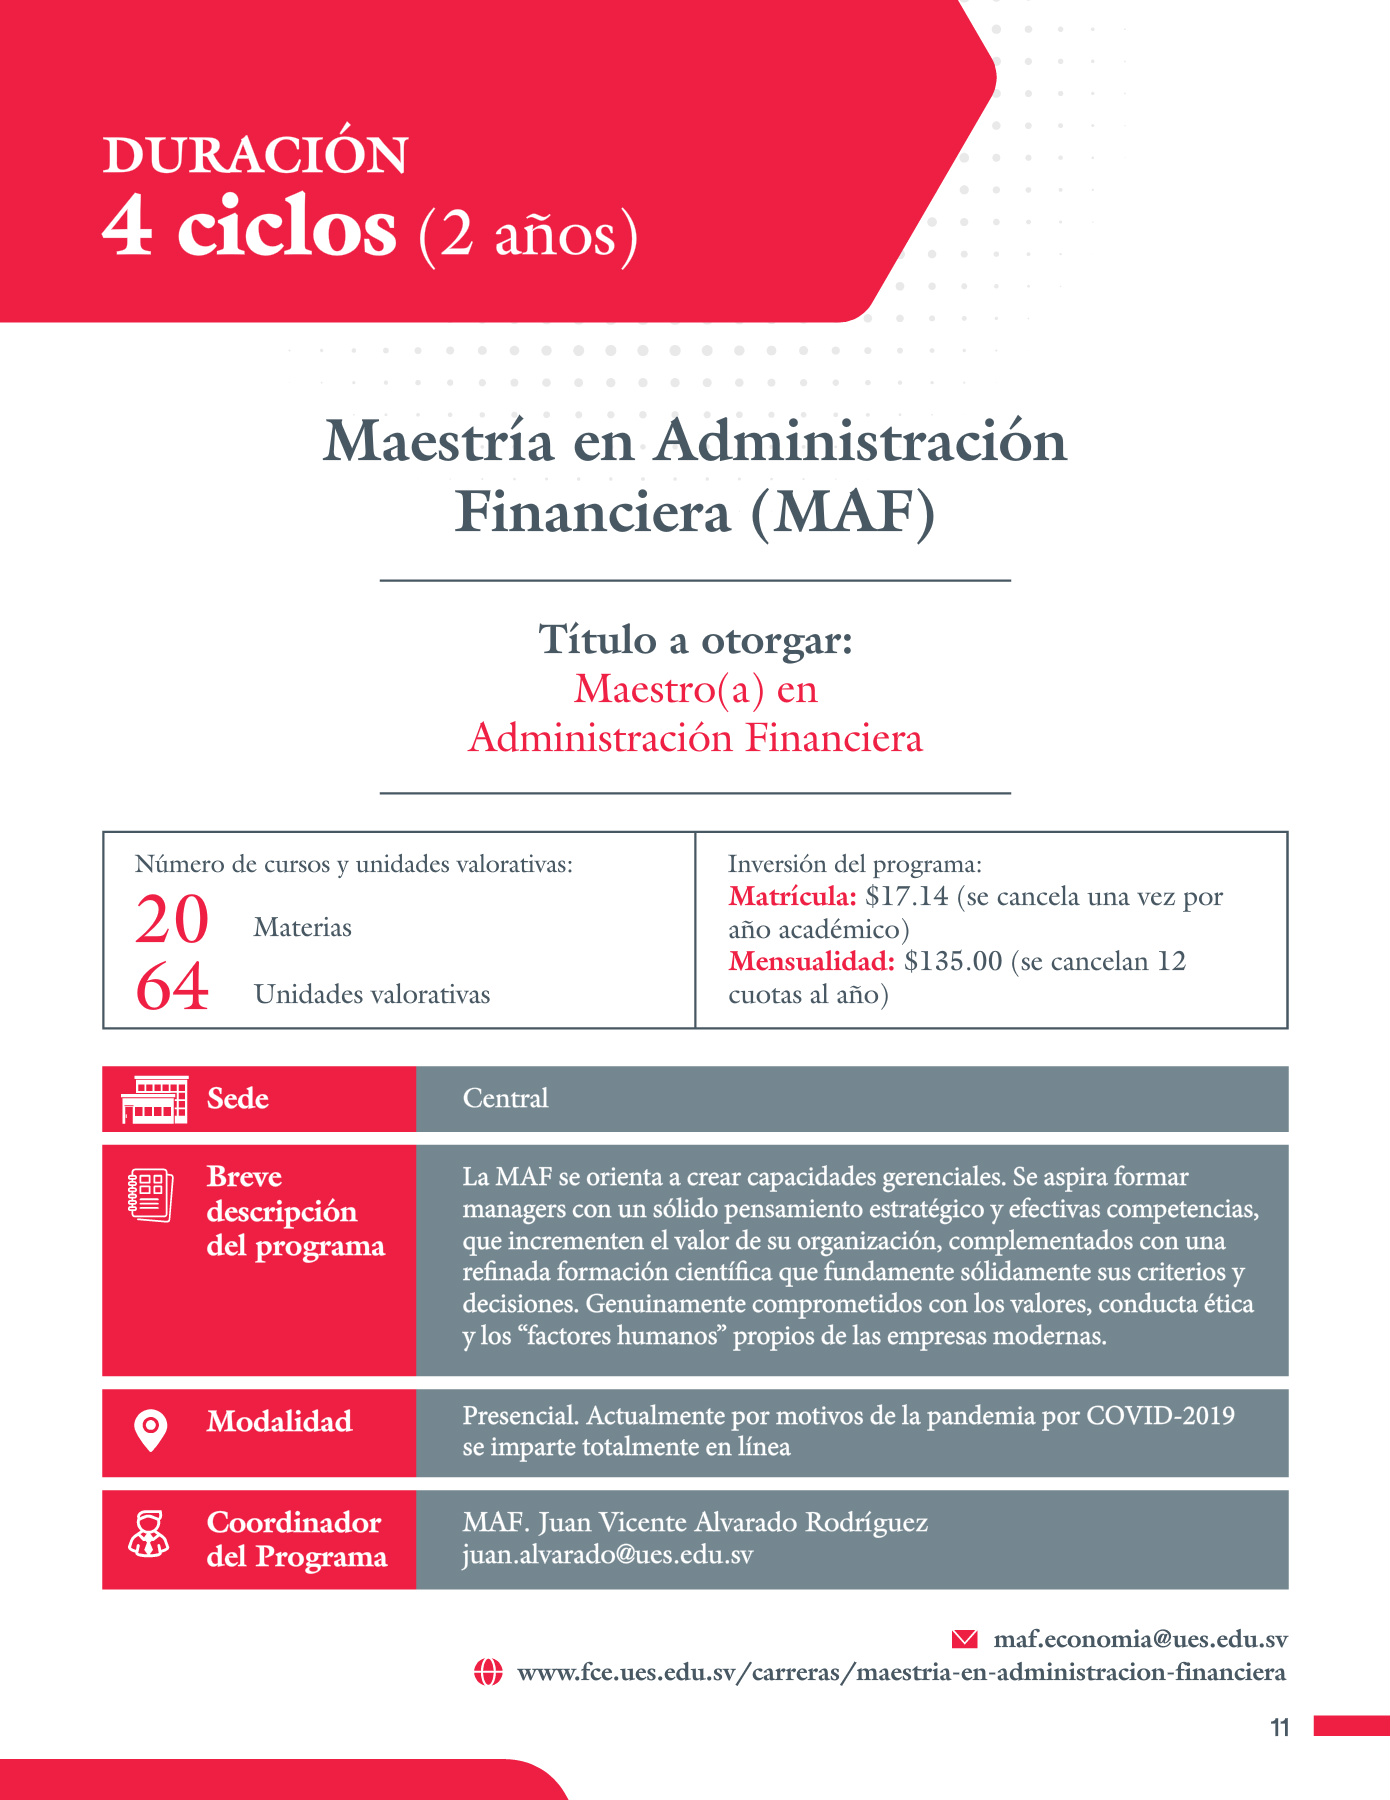 DURACIÓN
4 ciclos (2 años)
Maestría en Administración
Financiera (MAF)
Título a otorgar:
Maestro(a) en
Administración Financiera
Número de cursos y unidades valorativas:
20 Materias
64 Unidades valorativas
Inversión del programa:
Matrícula: $17.14 (se cancela una vez por
año académico)
Mensualidad: $135.00 (se cancelan 12
cuotas al año)
Sede
Central
Breve
descripción
del programa
La MAF se orienta a crear capacidades gerenciales. Se aspira formar
managers con un sólido pensamiento estratégico y efectivas competencias,
que incrementen el valor de su organización, complementados con una
refinada formación científica que fundamente sólidamente sus criterios y
decisiones. Genuinamente comprometidos con los valores, conducta ética
y los “factores humanos” propios de las empresas modernas.
Modalidad
Presencial. Actualmente por motivos de la pandemia por COVID-2019
se imparte totalmente en línea
Coordinador
del Programa
MAF. Juan Vicente Alvarado Rodríguez
juan.alvarado@ues.edu.sv
maf.economia@ues.edu.sv
www.fce.ues.edu.sv/carreras/maestria-en-administracion-financiera
11